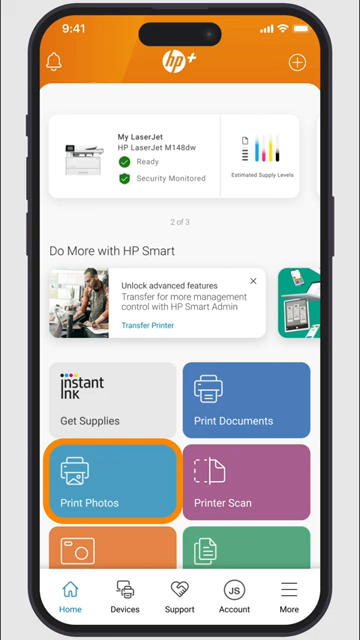 9:41
hp+
My LaserJet
HP LaserJet M148dw
Ready
Security Monitored
Estimated Supply Levels
2 of 3
Do More with HP Smart
Unlock advanced features
Transfer for more management
control with HP Smart Admin
Transfer Printer
instant
ink
Get Supplies
Print Documents
Print Photos
Printer Scan
Home
Devices
Support
JS
Account
More